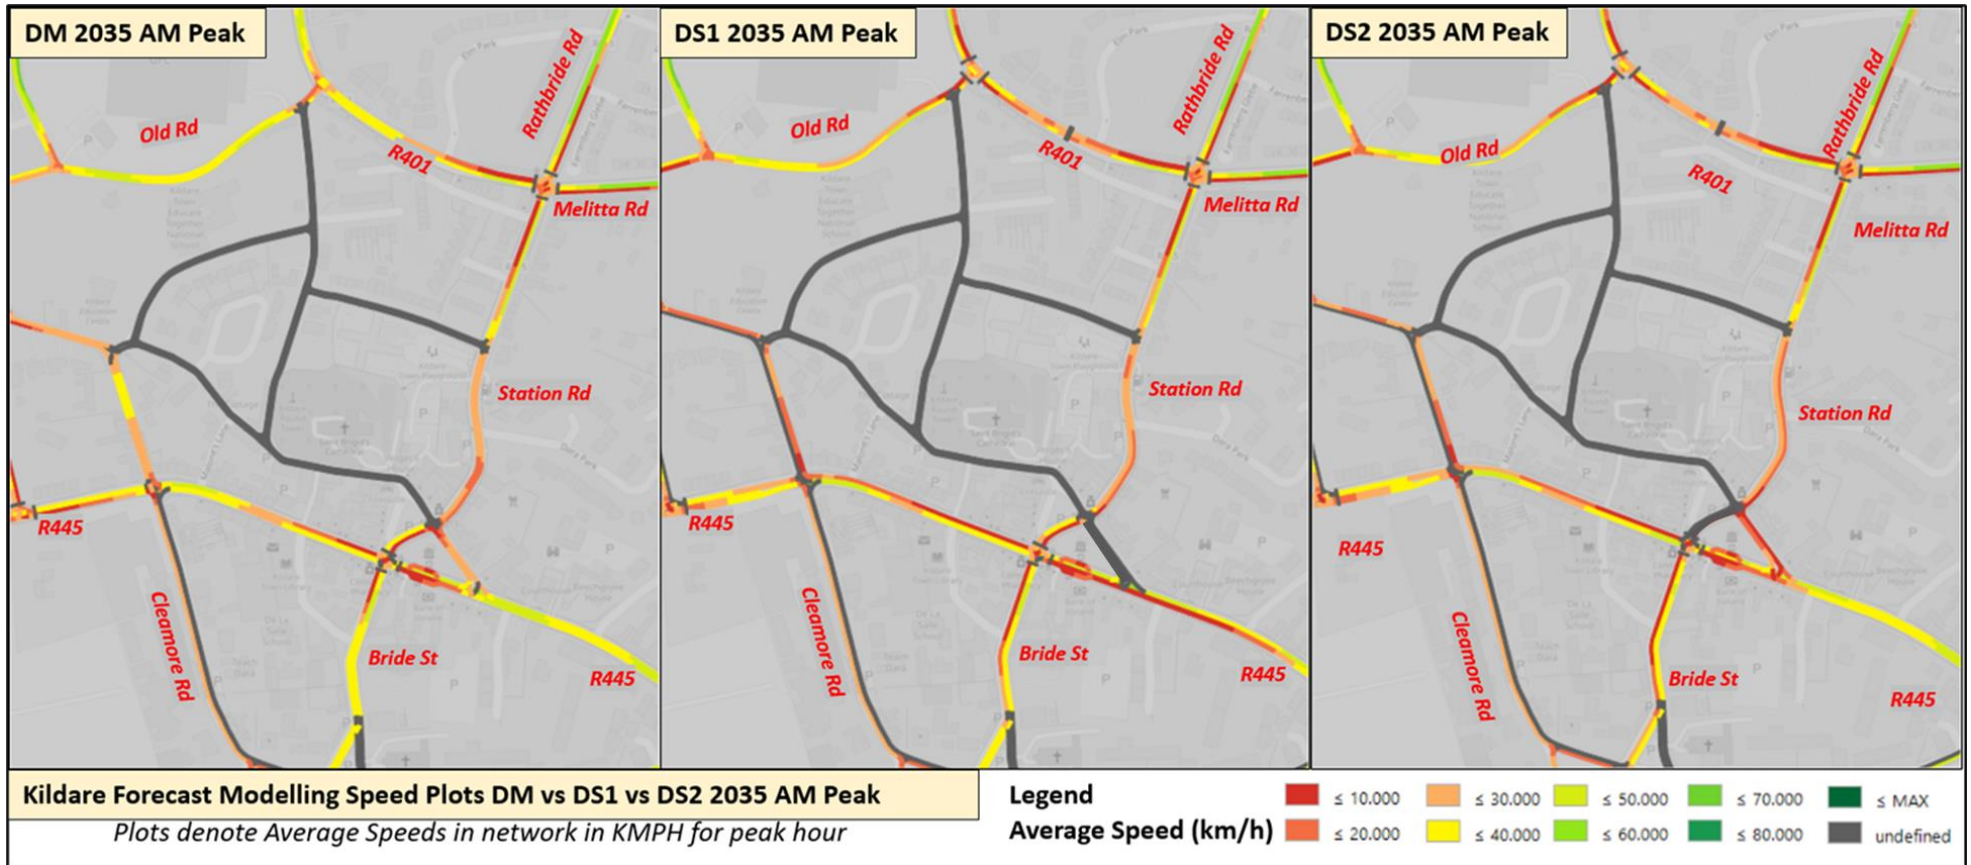 DM 2035 AM Peak
Old Rd
R401
Rathbride Rd
Melitta Rd
Station Rd
R445
Cleamore Rd
Bride St
R445
DS1 2035 AM Peak
Old Rd
R401
Rathbride Rd
Melitta Rd
Station Rd
R445
Cleamore Rd
Bride St
R445
DS2 2035 AM Peak
Old Rd
R401
Rathbride Rd
Melitta Rd
Station Rd
R445
Cleamore Rd
Bride St
R445
Kildare Forecast Modelling Speed Plots DM vs DS1 vs DS2 2035 AM Peak
Plots denote Average Speeds in network in KMPH for peak hour
Legend
Average Speed (km/h)
≤ 10.000
≤ 30.000
≤ 50.000
≤ 70.000
≤ MAX
≤ 20.000
≤ 40.000
≤ 60.000
≤ 80.000
undefined